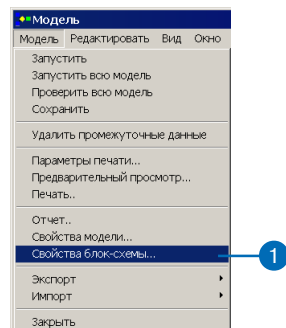 Модель
Модель Редактировать Вид Окно
Запустить
Запустить всю модель
Проверить всю модель
Сохранить
Удалить промежуточные данные
Параметры печати...
Предварительный просмотр...
Печать..
Отчет..
Свойства модели...
Свойства блок-схемы...
1
Экспорт
Импорт
Закрыть